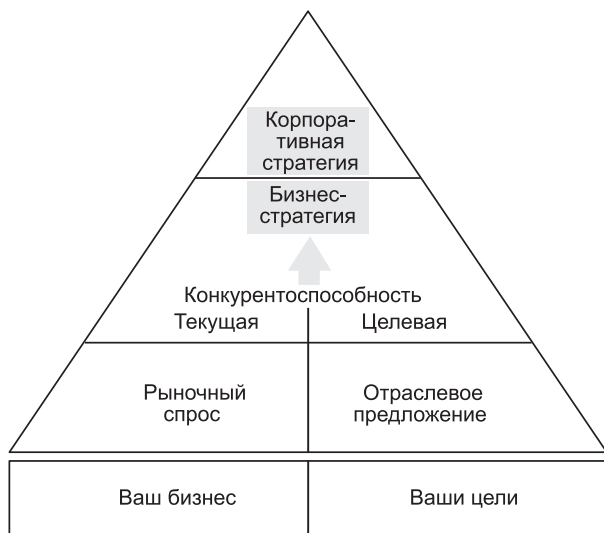 Корпора-
тивная
стратегия
Бизнес-
стратегия
Конкурентоспособность
Текущая
Целевая
Рыночный
спрос
Отраслевое
предложение
Ваш бизнес
Ваши цели